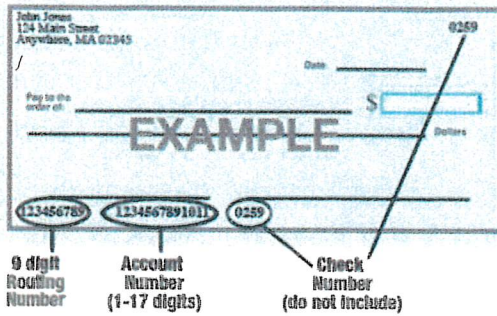 John Jones
124 Main Street
Anywhere, MA 02345
0259
/
Date
Pay to the
order of:
$
EXAMPLE
Dollars
123456789 1234567891011 0259
9 digit
Routing
Number
Account
Number
(1-17 digits)
Check
Number
(do not include)